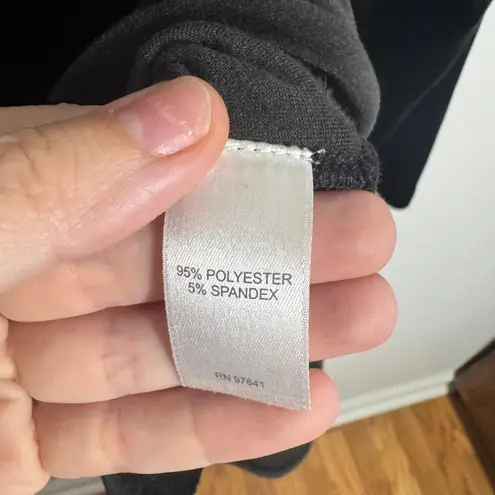 95% POLYESTER
5% SPANDEX
RN 97641